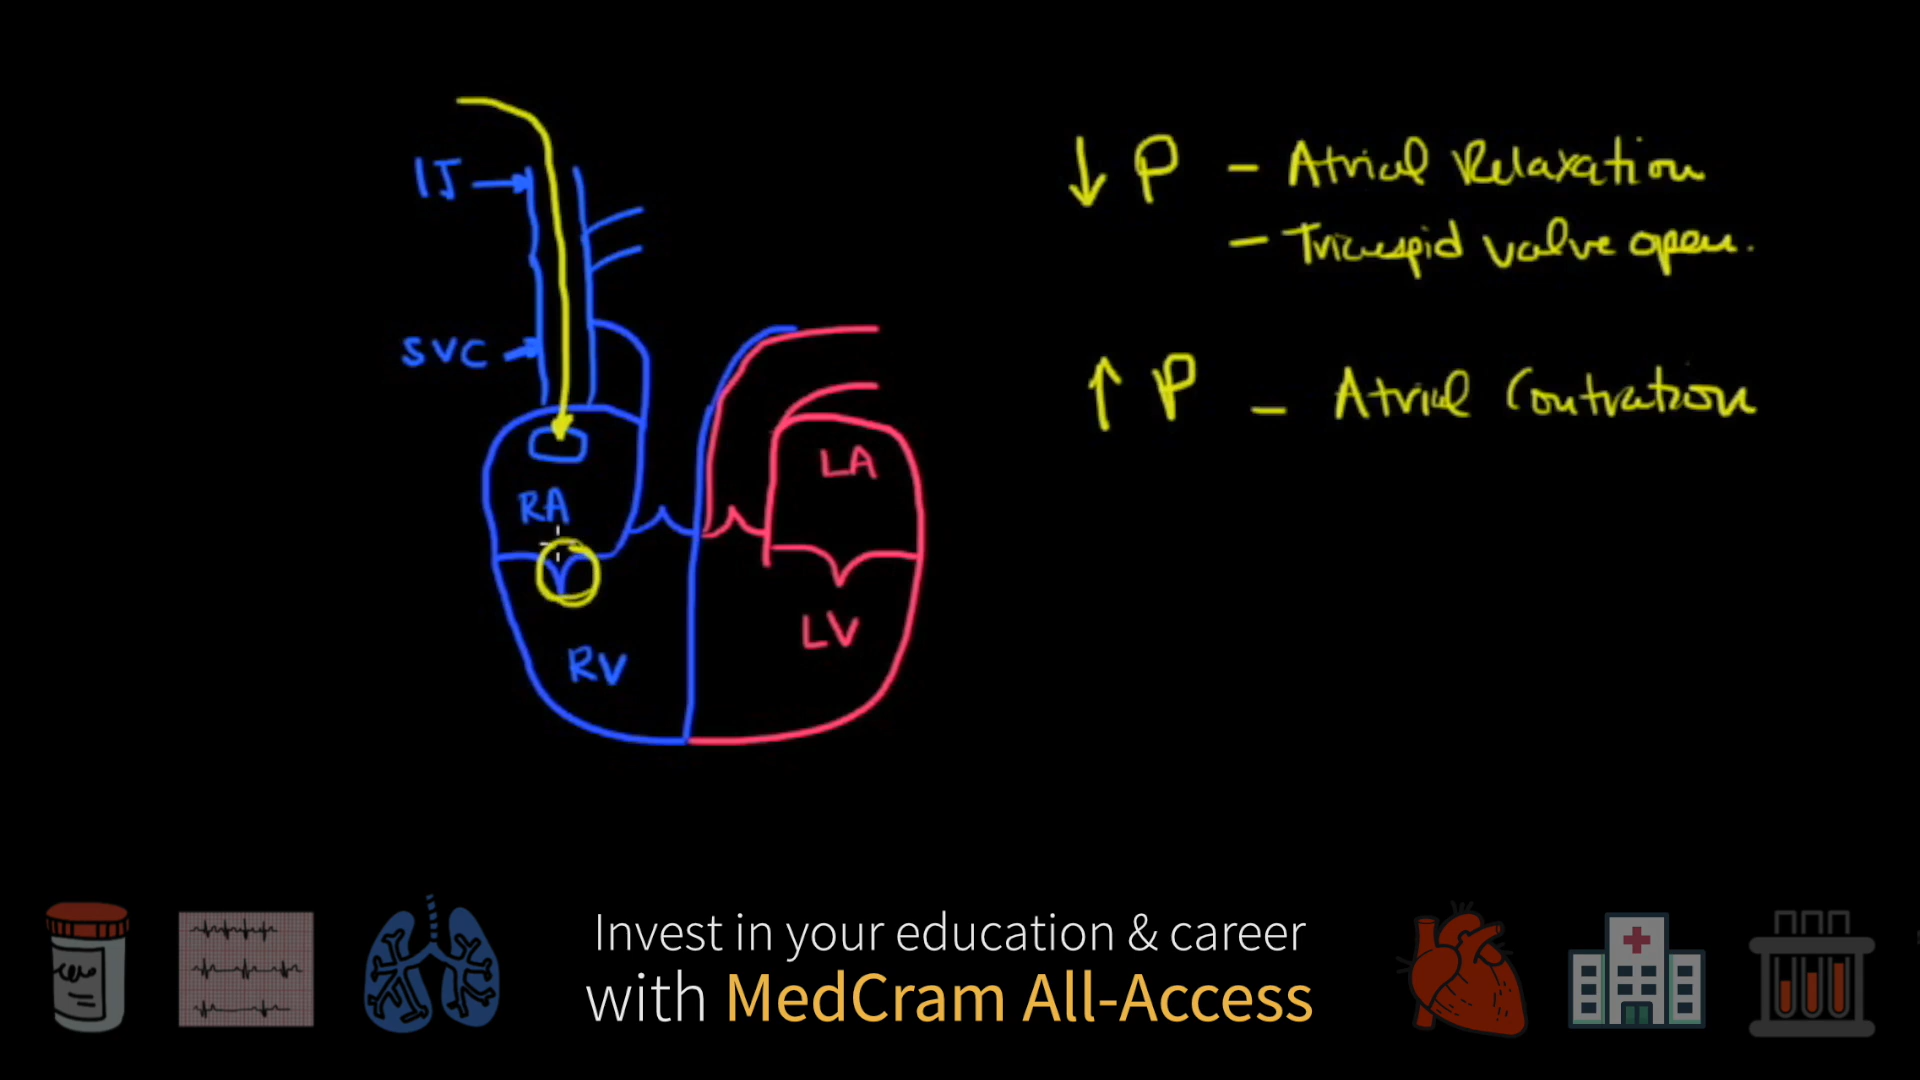 IJ
SVC
RA
RV
LA
LV
↓ P - Atrial Relaxation
- Tricuspid valve open.
↑ P - Atrial Contration
Invest in your education & career
with MedCram All-Access